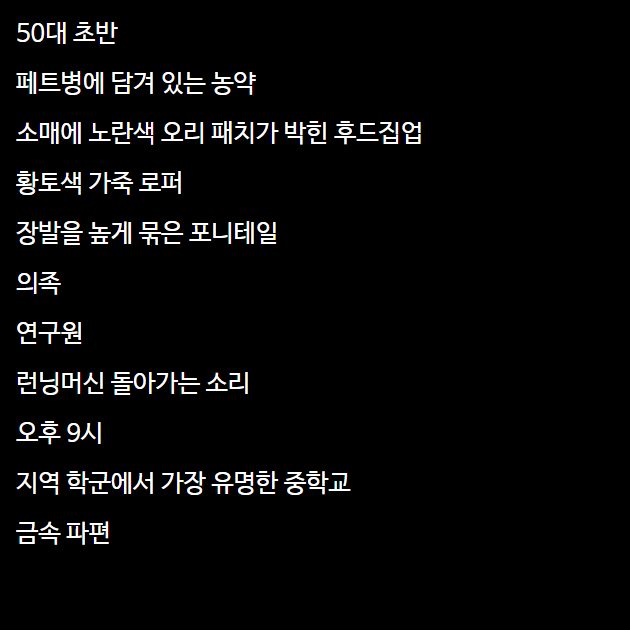 50대 초반
페트병에 담겨 있는 농약
소매에 노란색 오리 패치가 박힌 후드집업
황토색 가죽 로퍼
장발을 높게 묶은 포니테일
의족
연구원
런닝머신 돌아가는 소리
오후 9시
지역 학군에서 가장 유명한 중학교
금속 파편